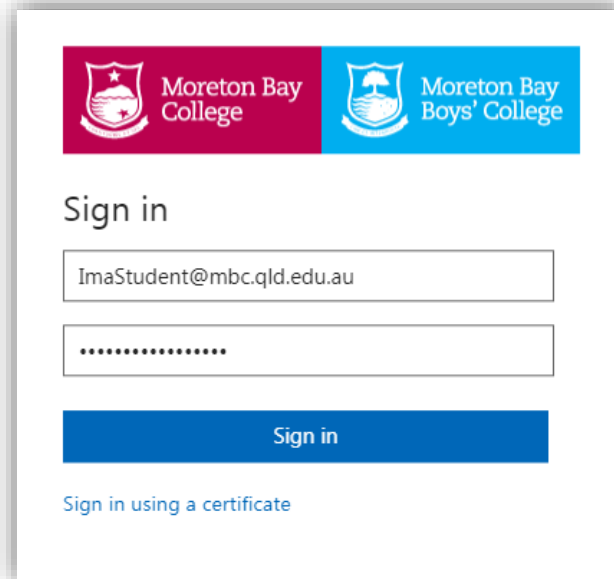 Moreton Bay
College
Moreton Bay
Boys' College
Sign in
ImaStudent@mbc.qld.edu.au
•••••••••••••••••
Sign in
Sign in using a certificate